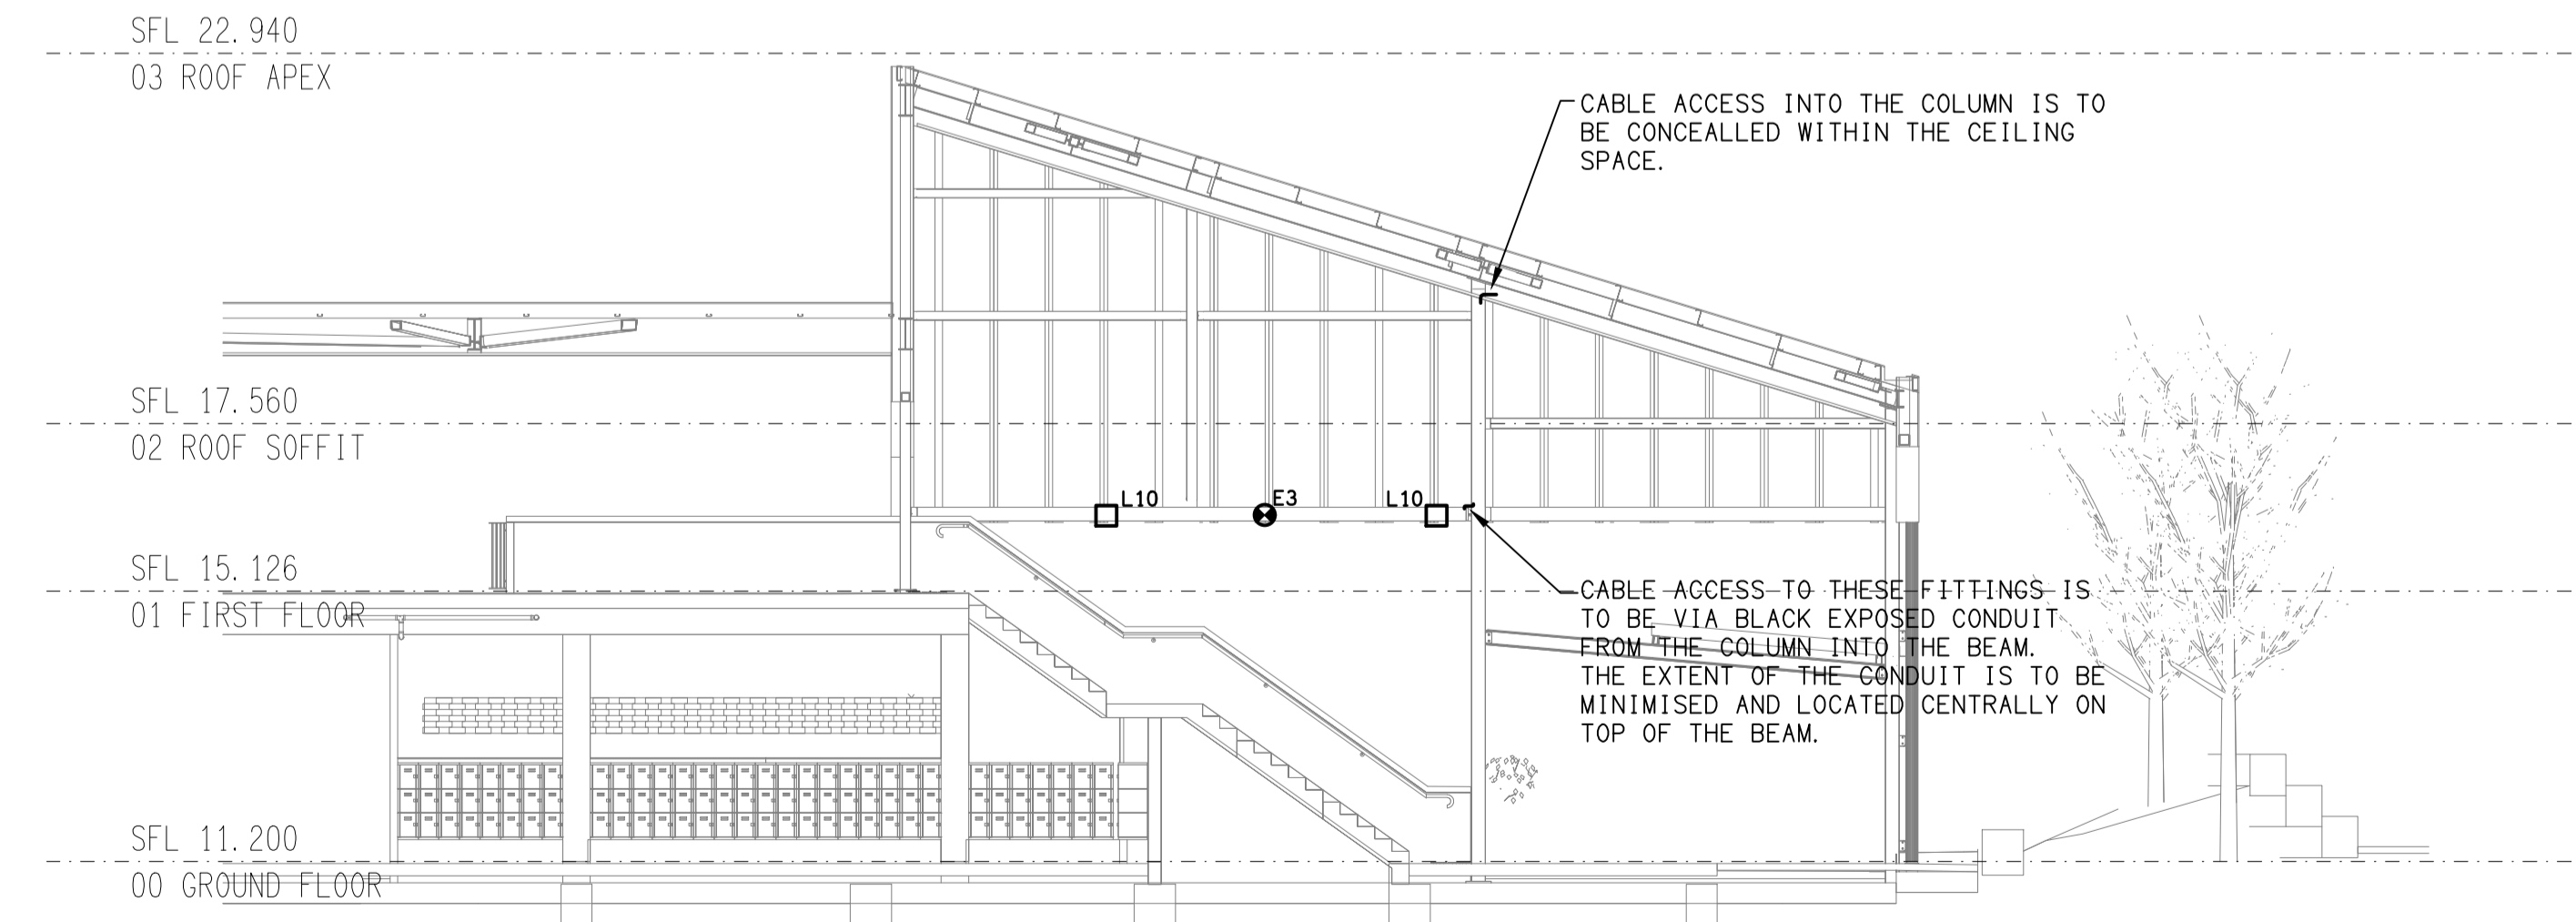 SFL 22.940
03 ROOF APEX
CABLE ACCESS INTO THE COLUMN IS TO
BE CONCEALLED WITHIN THE CEILING
SPACE.
SFL 17.560
02 ROOF SOFFIT
L10
E3
L10
SFL 15.126
01 FIRST FLOOR
CABLE ACCESS TO THESE FITTINGS IS
TO BE VIA BLACK EXPOSED CONDUIT
FROM THE COLUMN INTO THE BEAM.
THE EXTENT OF THE CONDUIT IS TO BE
MINIMISED AND LOCATED CENTRALLY ON
TOP OF THE BEAM.
SFL 11.200
00 GROUND FLOOR